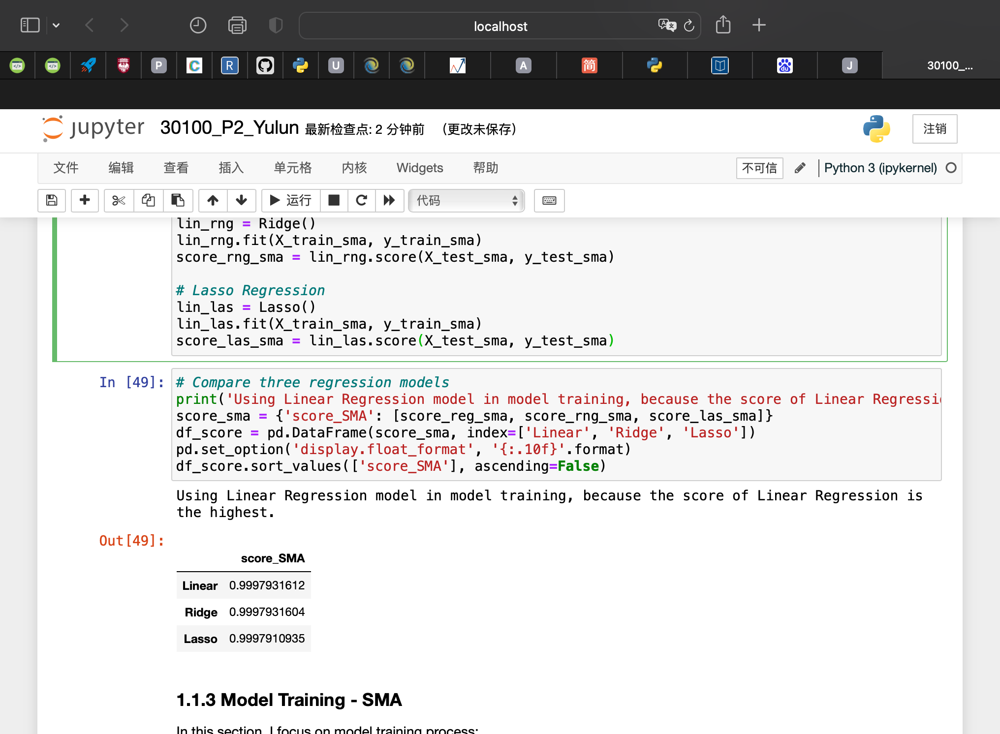 localhost
P
C
R
U
A
简
du
J
30100_...
jupyter 30100_P2_Yulun 最新检查点: 2 分钟前 （更改未保存）
注销
文件 编辑 查看 插入 单元格 内核 Widgets 帮助
不可信
Python 3 (ipykernel)
运行
代码
lin_rng = Ridge()
lin_rng.fit(X_train_sma, y_train_sma)
score_rng_sma = lin_rng.score(X_test_sma, y_test_sma)
# Lasso Regression
lin_las = Lasso()
lin_las.fit(X_train_sma, y_train_sma)
score_las_sma = lin_las.score(X_test_sma, y_test_sma)
In [49]:
# Compare three regression models
print('Using Linear Regression model in model training, because the score of Linear Regressi
score_sma = {'score_SMA': [score_reg_sma, score_rng_sma, score_las_sma]}
df_score = pd.DataFrame(score_sma, index=['Linear', 'Ridge', 'Lasso'])
pd.set_option('display.float_format', '{:.10f}'.format)
df_score.sort_values(['score_SMA'], ascending=False)
Using Linear Regression model in model training, because the score of Linear Regression is
the highest.
Out[49]:
score_SMA
Linear 0.9997931612
Ridge 0.9997931604
Lasso 0.9997910935
1.1.3 Model Training - SMA
In this section, I focus on model training process: